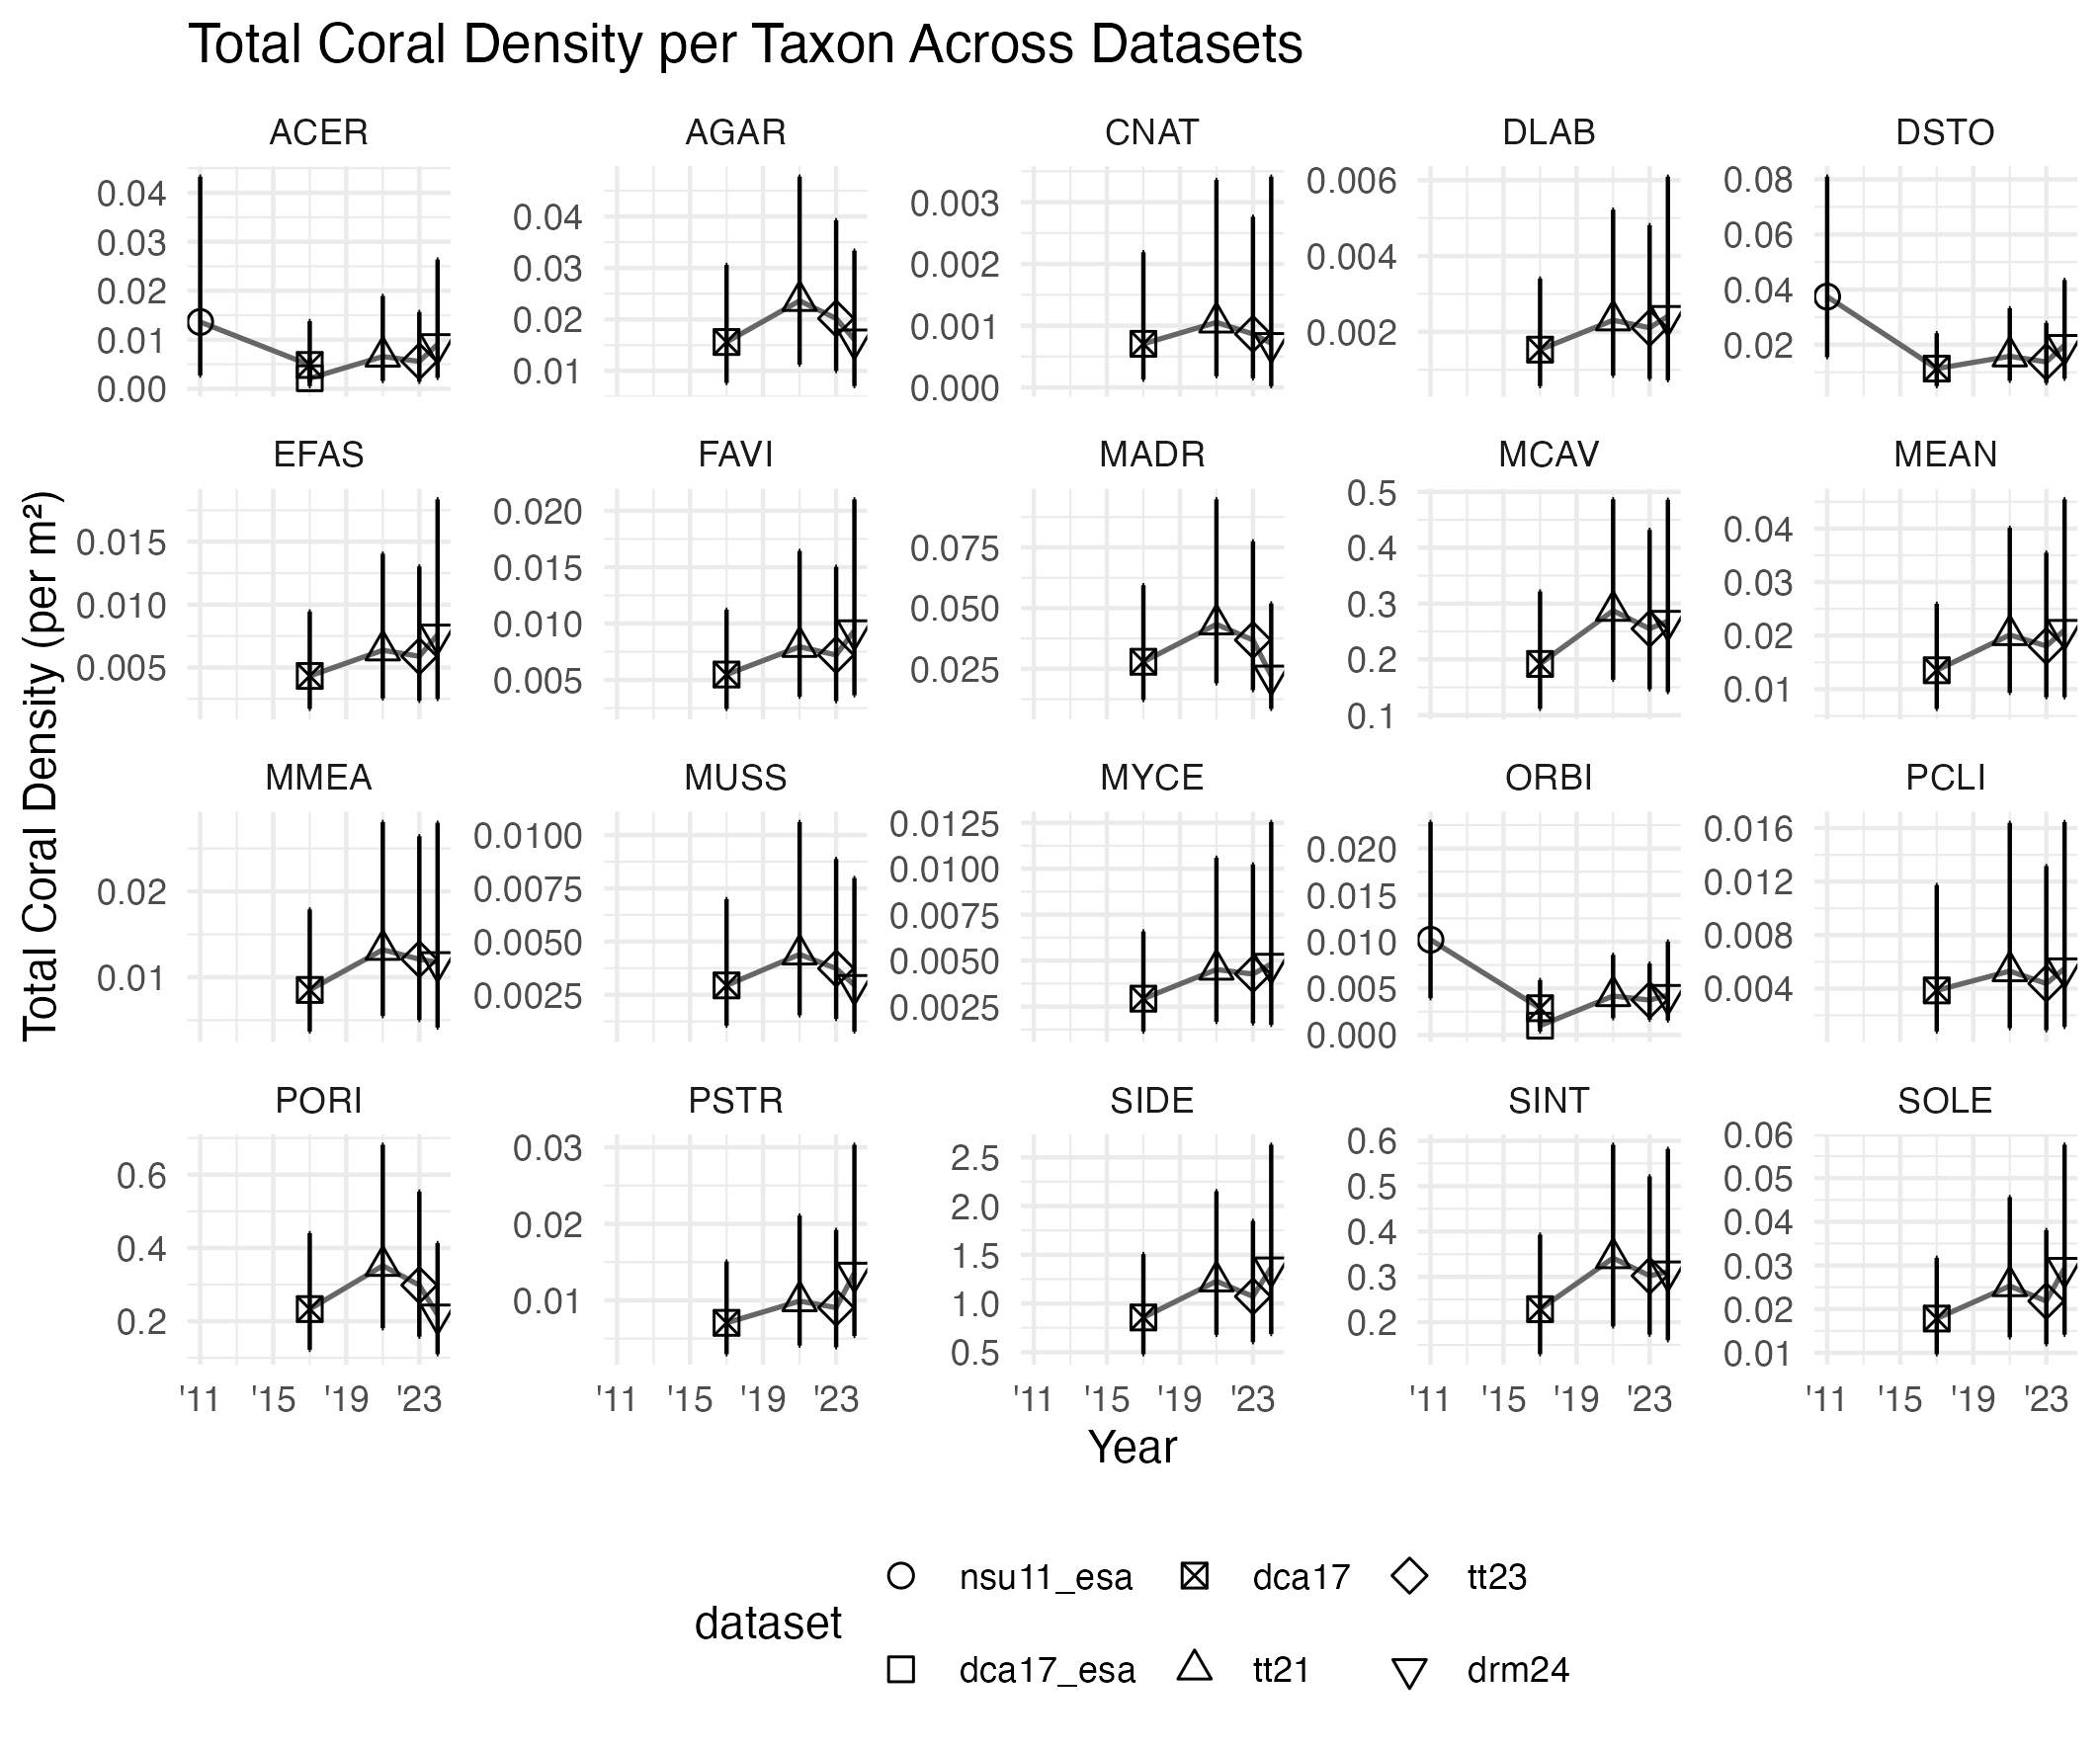 Total Coral Density per Taxon Across Datasets
ACER AGAR CNAT DLAB DSTO
0.04 0.03 0.02 0.01 0.00
0.04 0.03 0.02 0.01
0.003 0.002 0.001 0.000
0.006 0.004 0.002
0.08 0.06 0.04 0.02
EFAS FAVI MADR MCAV MEAN
0.015 0.010 0.005
0.020 0.015 0.010 0.005
0.075 0.050 0.025
0.5 0.4 0.3 0.2 0.1
0.04 0.03 0.02 0.01
MMEA MUSS MYCE ORBI PCLI
0.02 0.01
0.0100 0.0075 0.0050 0.0025
0.0125 0.0100 0.0075 0.0050 0.0025
0.020 0.015 0.010 0.005 0.000
0.016 0.012 0.008 0.004
PORI PSTR SIDE SINT SOLE
0.6 0.4 0.2
0.03 0.02 0.01
2.5 2.0 1.5 1.0 0.5
0.6 0.5 0.4 0.3 0.2
0.06 0.05 0.04 0.03 0.02 0.01
'11 '15 '19 '23 '11 '15 '19 '23 '11 '15 '19 '23 '11 '15 '19 '23 '11 '15 '19 '23
Total Coral Density (per m²)
Year
dataset
nsu11_esa dca17 tt23
dca17_esa tt21 drm24